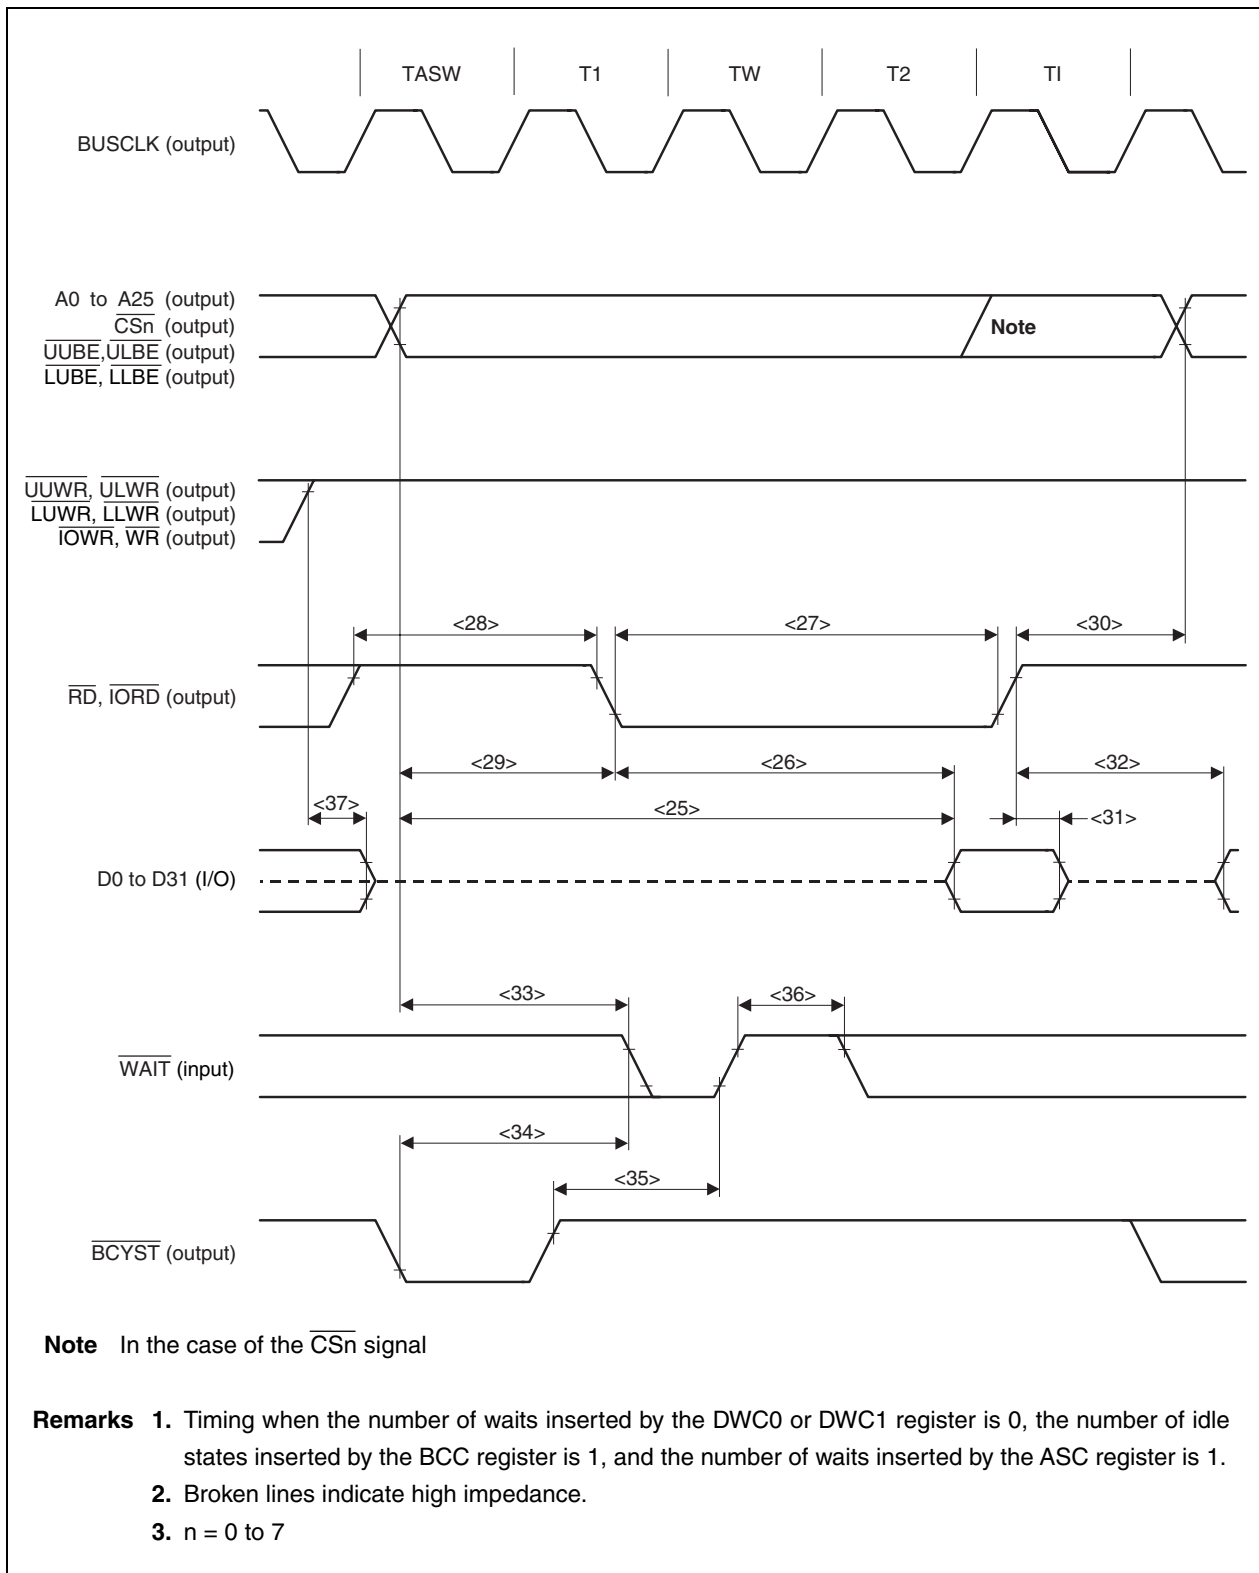 TASW T1 TW T2 TI
BUSCLK (output)
A0 to A25 (output)
CSn (output)
Note
UUBE,ULBE (output)
LUBE, LLBE (output)
UUWR, ULWR (output)
LUWR, LLWR (output)
IOWR, WR (output)
<28> <27> <30>
RD, IORD (output)
<29> <26> <32>
<37> <25> <31>
D0 to D31 (I/O)
<33> <36>
WAIT (input)
<34>
<35>
BCYST (output)
Note In the case of the CSn signal
Remarks 1. Timing when the number of waits inserted by the DWC0 or DWC1 register is 0, the number of idle
states inserted by the BCC register is 1, and the number of waits inserted by the ASC register is 1.
2. Broken lines indicate high impedance.
3. n = 0 to 7